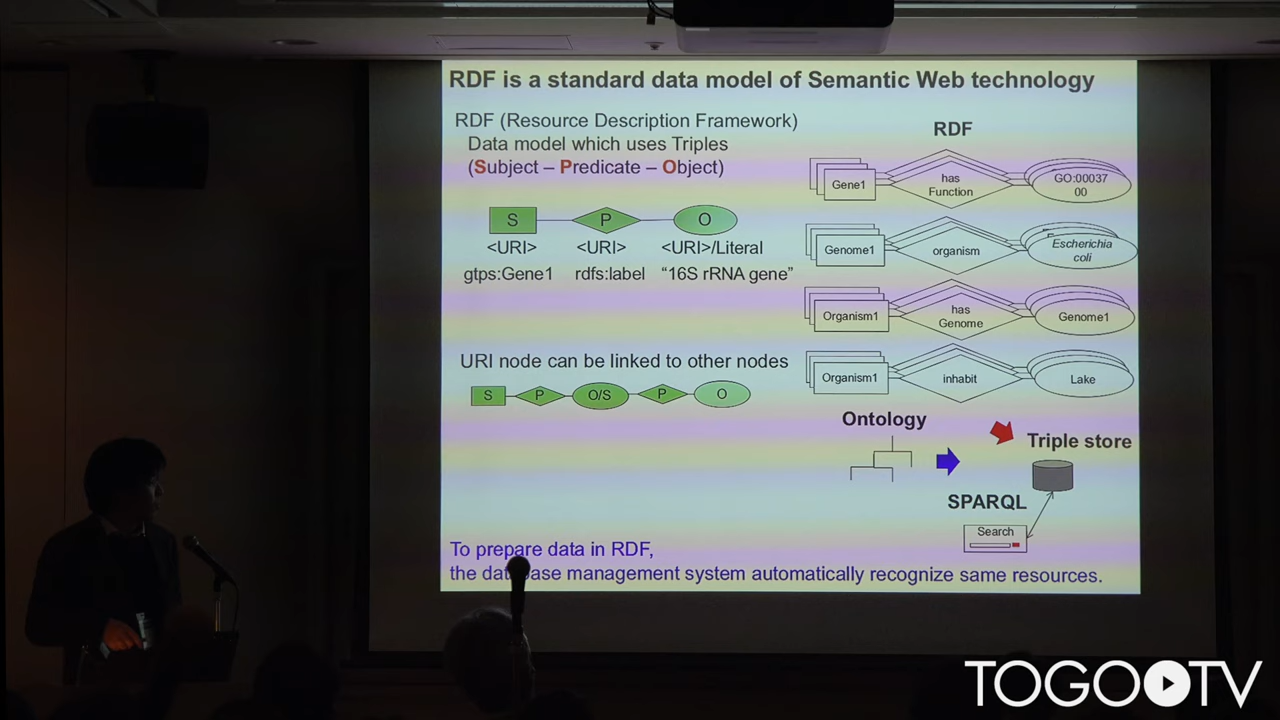 RDF is a standard data model of Semantic Web technology
RDF (Resource Description Framework)
Data model which uses Triples
(Subject – Predicate – Object)
S P O
<URI> <URI> <URI>/Literal
gtps:Gene1 rdfs:label “16S rRNA gene”
URI node can be linked to other nodes
S P O/S P O
RDF
Gene1
has
Function
GO:00037
00
Genome1
organism
Escherichia
coli
Organism1
has
Genome
Genome1
Organism1
inhabit
Lake
Ontology
Triple store
SPARQL
Search
To prepare data in RDF,
the database management system automatically recognize same resources.
TOGO TV